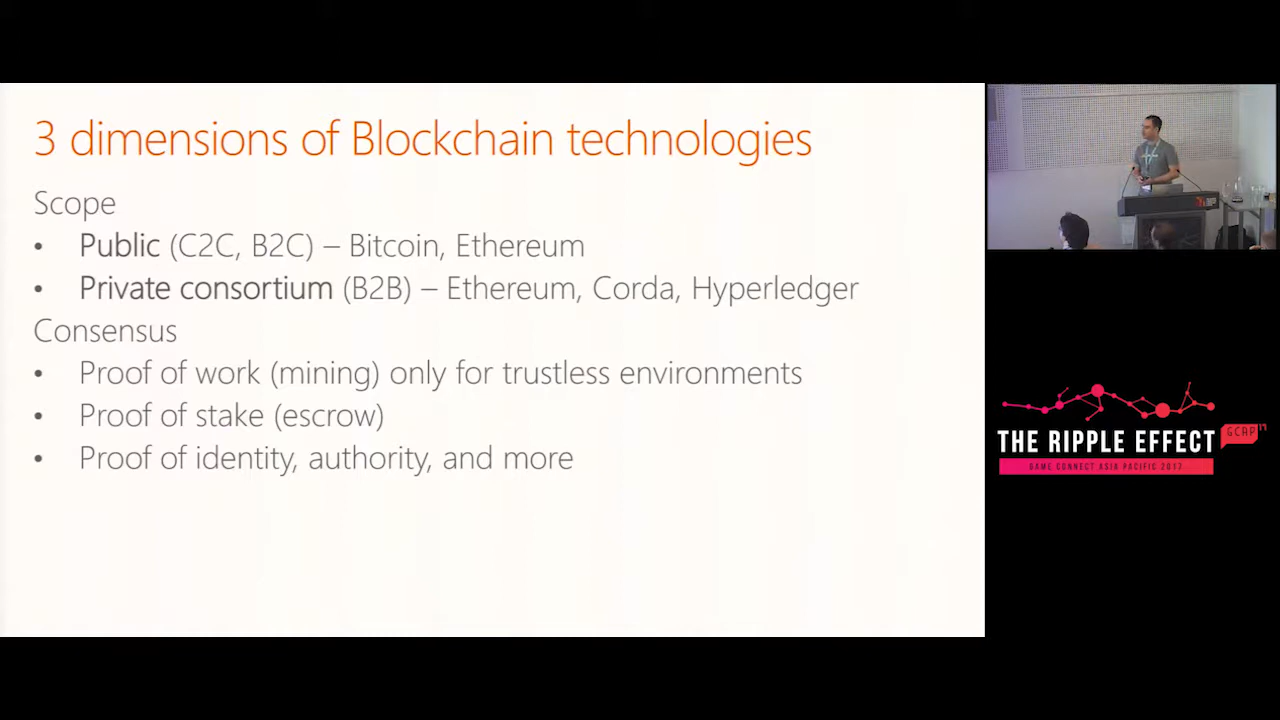 3 dimensions of Blockchain technologies
Scope
• Public (C2C, B2C) – Bitcoin, Ethereum
• Private consortium (B2B) – Ethereum, Corda, Hyperledger
Consensus
• Proof of work (mining) only for trustless environments
• Proof of stake (escrow)
• Proof of identity, authority, and more
THE RIPPLE EFFECT
GCAP17
GAME CONNECT ASIA PACIFIC 2017